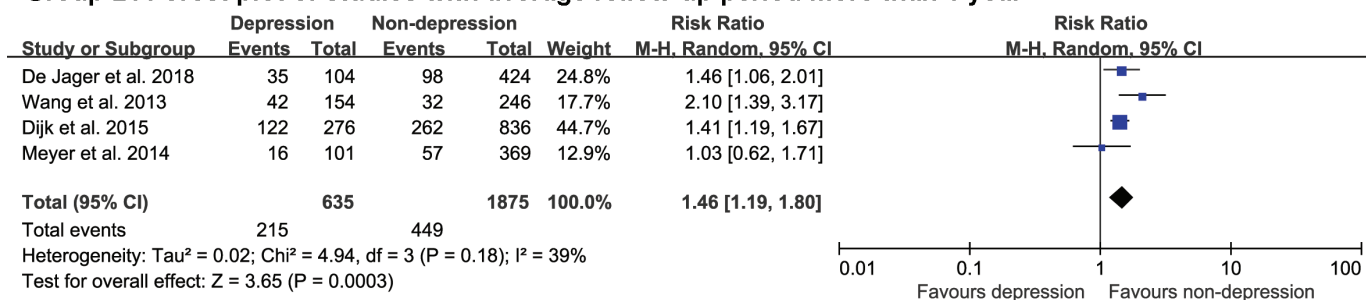 Depression Non-depression Risk Ratio Risk Ratio
Study or Subgroup Events Total Events Total Weight M-H, Random, 95% CI M-H, Random, 95% CI
De Jager et al. 2018 35 104 98 424 24.8% 1.46 [1.06, 2.01]
Wang et al. 2013 42 154 32 246 17.7% 2.10 [1.39, 3.17]
Dijk et al. 2015 122 276 262 836 44.7% 1.41 [1.19, 1.67]
Meyer et al. 2014 16 101 57 369 12.9% 1.03 [0.62, 1.71]
Total (95% CI) 635 1875 100.0% 1.46 [1.19, 1.80]
Total events 215 449
Heterogeneity: Tau² = 0.02; Chi² = 4.94, df = 3 (P = 0.18); I² = 39%
Test for overall effect: Z = 3.65 (P = 0.0003)
0.01 0.1 1 10 100
Favours depression Favours non-depression